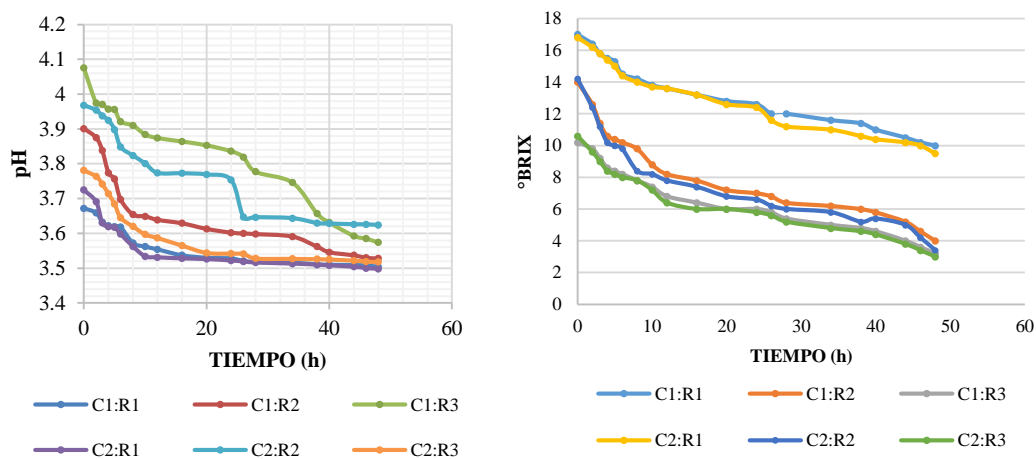 pH
4.2
4.1
4
3.9
3.8
3.7
3.6
3.5
3.4
0
20
40
60
TIEMPO (h)
C1:R1
C1:R2
C1:R3
C2:R1
C2:R2
C2:R3
°BRIX
18
16
14
12
10
8
6
4
2
0
0
10
20
30
40
50
60
TIEMPO (h)
C1:R1
C1:R2
C1:R3
C2:R1
C2:R2
C2:R3